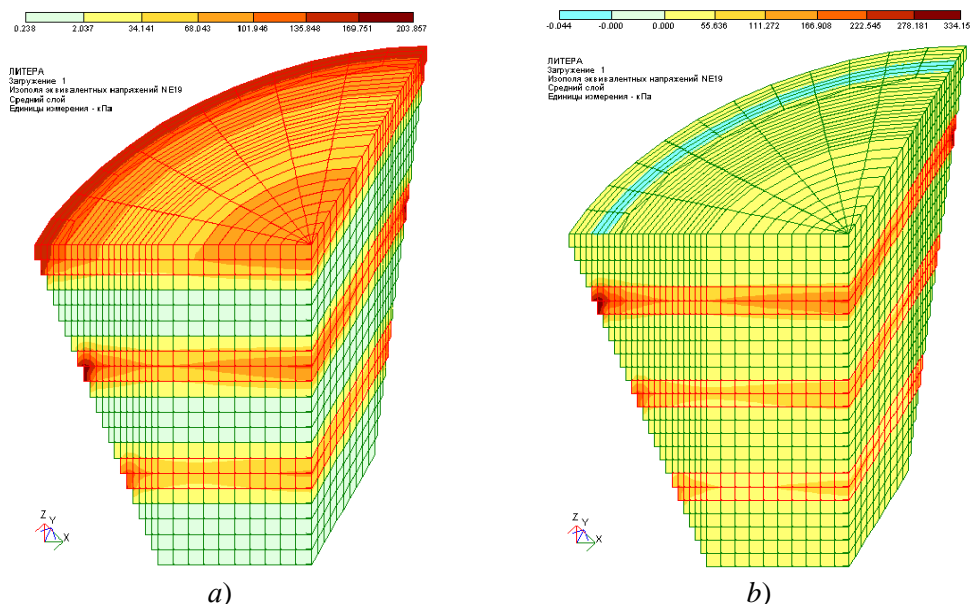 0.238 2.037 34.141 68.043 101.946 135.848 169.751 203.857
ЛИТЕРА
Загружение 1
Изополя эквивалентных напряжений NE19
Средний слой
Единицы измерения - кПа
Z
Y
X
a)
-0.044 -0.000 0.000 55.636 111.272 166.908 222.545 278.181 334.15
ЛИТЕРА
Загружение 1
Изополя эквивалентных напряжений NE19
Средний слой
Единицы измерения - кПа
Z
Y
X
b)